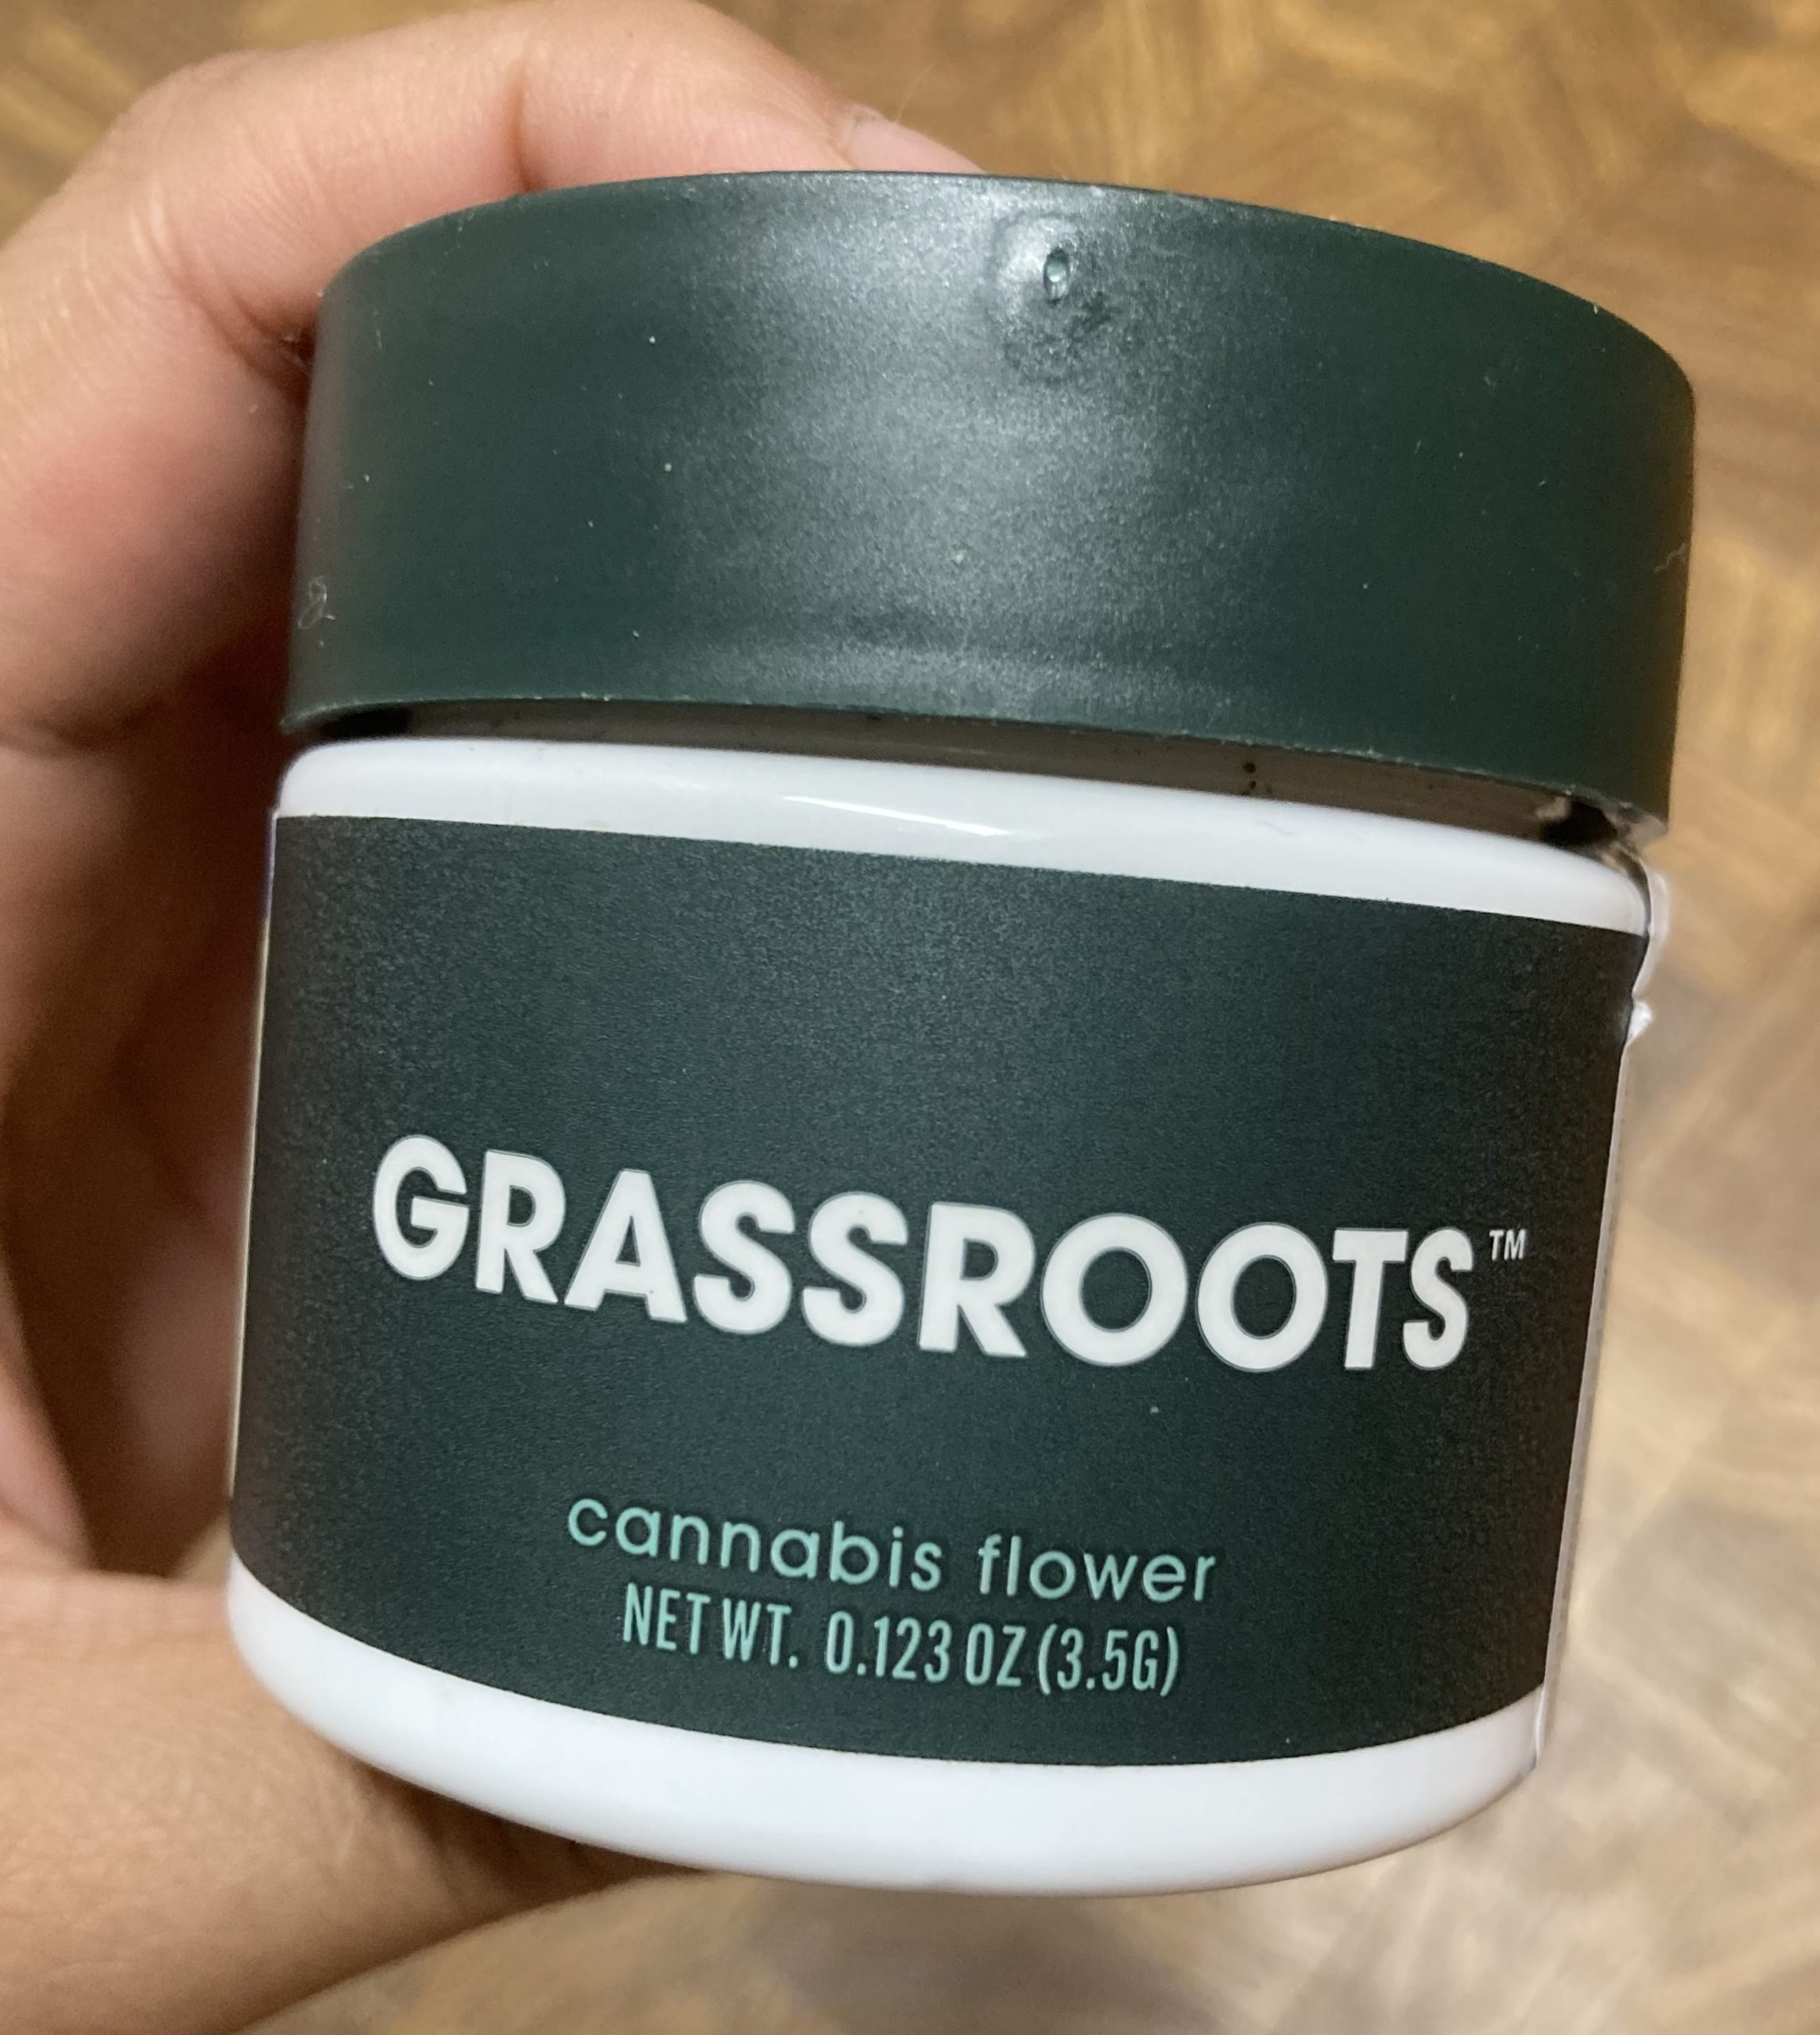 GRASSROOTS™
cannabis flower
NET WT. 0.123 OZ (3.5G)